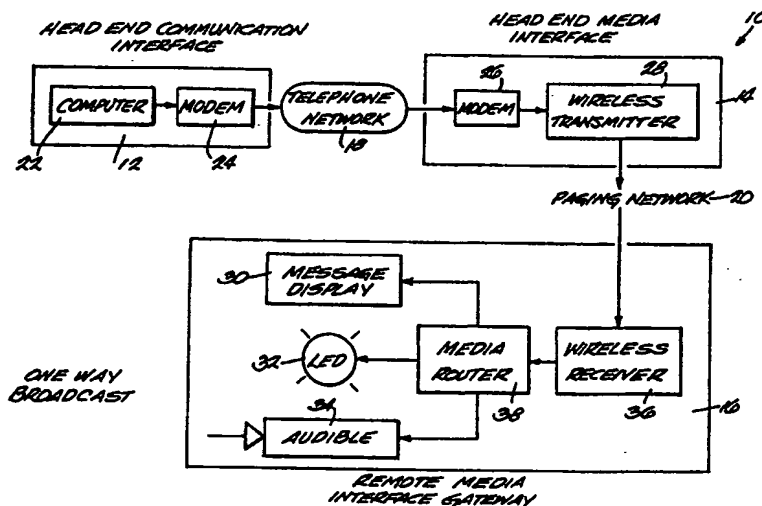 HEAD END COMMUNICATION
INTERFACE
HEAD END MEDIA
INTERFACE
10
COMPUTER
MODEM
TELEPHONE
NETWORK
18
26
MODEM
28
WIRELESS
TRANSMITTER
14
22
12
24
PAGING NETWORK 20
30
MESSAGE
DISPLAY
32
LED
MEDIA
ROUTER
38
WIRELESS
RECEIVER
36
16
ONE WAY
BROADCAST
34
AUDIBLE
REMOTE MEDIA
INTERFACE GATEWAY